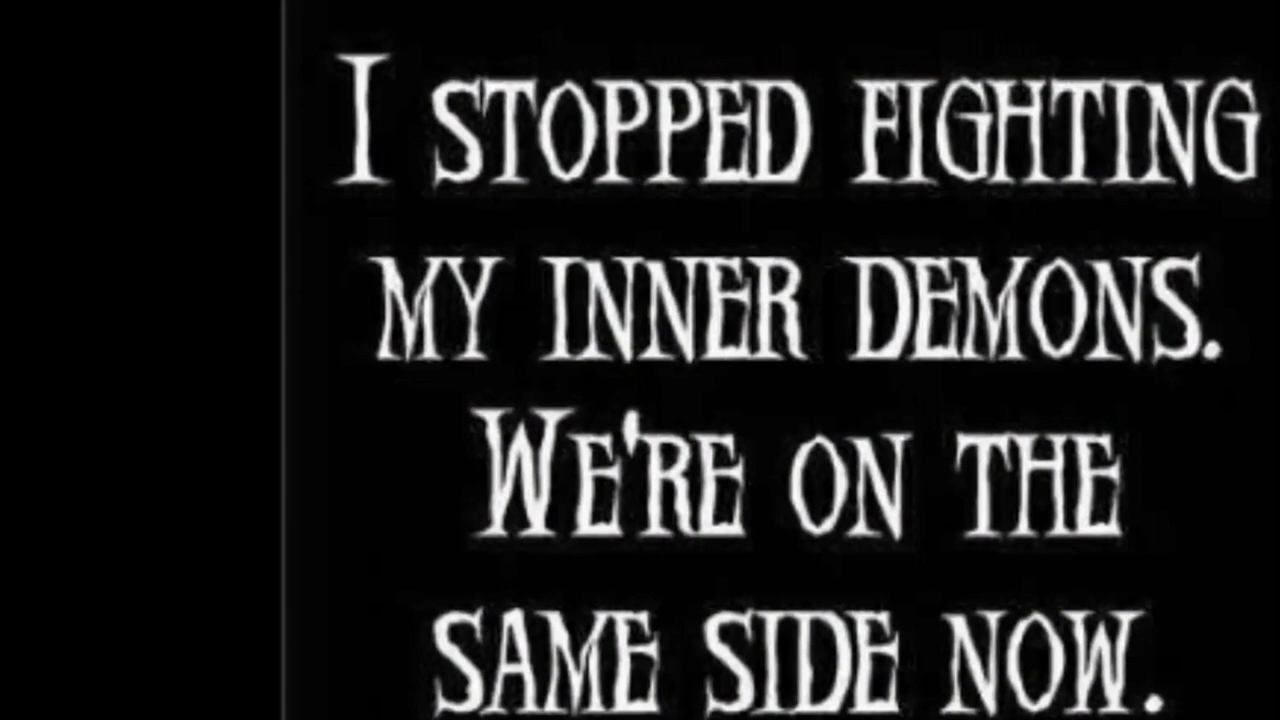 I STOPPED FIGHTING
MY INNER DEMONS.
WE'RE ON THE
SAME SIDE NOW.